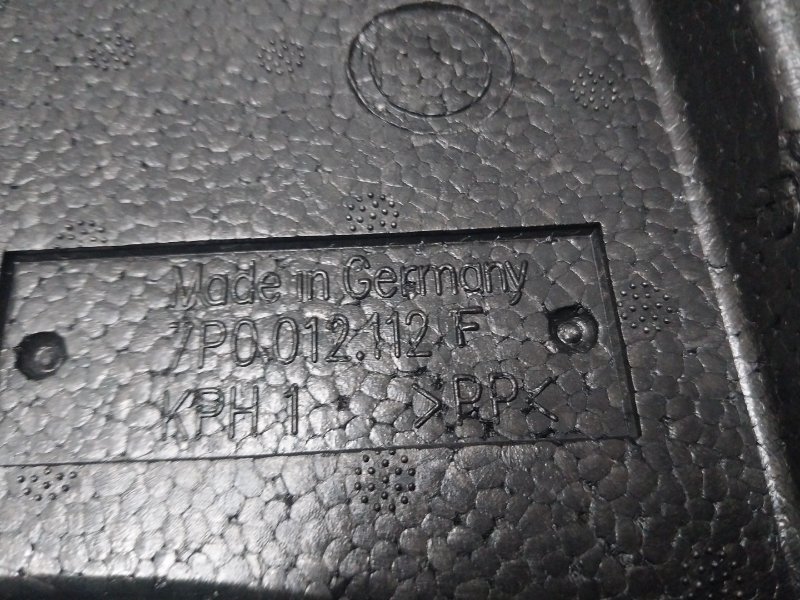 Made in Germany
7P0.012.112 F
KPH 1 >PP<